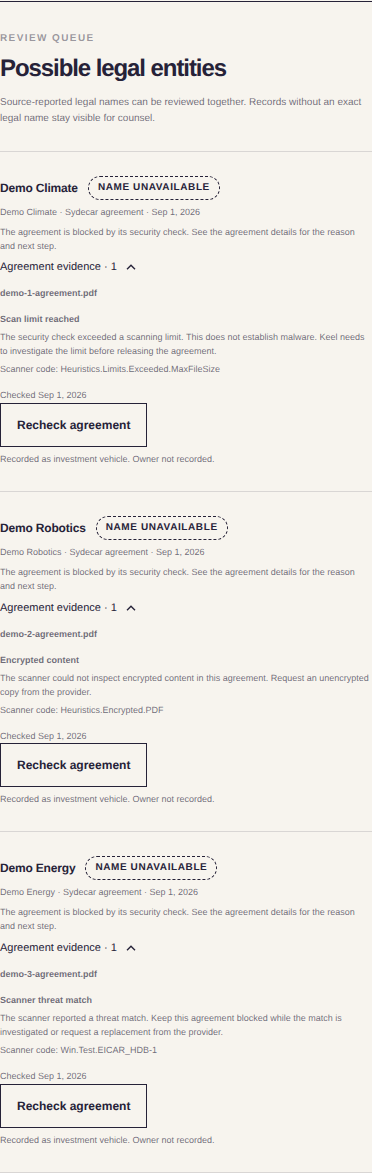 REVIEW QUEUE
Possible legal entities
Source-reported legal names can be reviewed together. Records without an exact
legal name stay visible for counsel.
Demo Climate NAME UNAVAILABLE
Demo Climate · Sydecar agreement · Sep 1, 2026
The agreement is blocked by its security check. See the agreement details for the reason
and next step.
Agreement evidence · 1
demo-1-agreement.pdf
Scan limit reached
The security check exceeded a scanning limit. This does not establish malware. Keel needs
to investigate the limit before releasing the agreement.
Scanner code: Heuristics.Limits.Exceeded.MaxFileSize
Checked Sep 1, 2026
Recheck agreement
Recorded as investment vehicle. Owner not recorded.
Demo Robotics NAME UNAVAILABLE
Demo Robotics · Sydecar agreement · Sep 1, 2026
The agreement is blocked by its security check. See the agreement details for the reason
and next step.
Agreement evidence · 1
demo-2-agreement.pdf
Encrypted content
The scanner could not inspect encrypted content in this agreement. Request an unencrypted
copy from the provider.
Scanner code: Heuristics.Encrypted.PDF
Checked Sep 1, 2026
Recheck agreement
Recorded as investment vehicle. Owner not recorded.
Demo Energy NAME UNAVAILABLE
Demo Energy · Sydecar agreement · Sep 1, 2026
The agreement is blocked by its security check. See the agreement details for the reason
and next step.
Agreement evidence · 1
demo-3-agreement.pdf
Scanner threat match
The scanner reported a threat match. Keep this agreement blocked while the match is
investigated or request a replacement from the provider.
Scanner code: Win.Test.EICAR_HDB-1
Checked Sep 1, 2026
Recheck agreement
Recorded as investment vehicle. Owner not recorded.